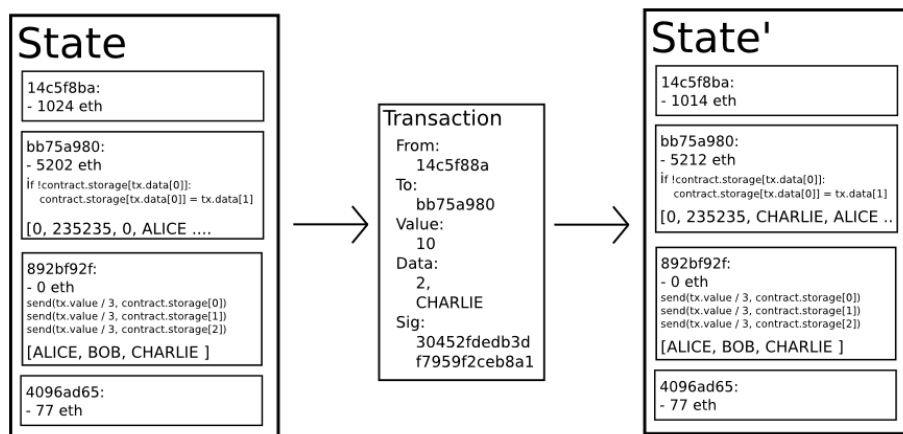 State
14c5f8ba:
- 1024 eth
bb75a980:
- 5202 eth
if !contract.storage[tx.data[0]]:
contract.storage[tx.data[0]] = tx.data[1]
[0, 235235, 0, ALICE ....
892bf92f:
- 0 eth
send(tx.value / 3, contract.storage[0])
send(tx.value / 3, contract.storage[1])
send(tx.value / 3, contract.storage[2])
[ALICE, BOB, CHARLIE ]
4096ad65:
- 77 eth
Transaction
From:
14c5f88a
To:
bb75a980
Value:
10
Data:
2,
CHARLIE
Sig:
30452fdedb3d
f7959f2ceb8a1
State'
14c5f8ba:
- 1014 eth
bb75a980:
- 5212 eth
if !contract.storage[tx.data[0]]:
contract.storage[tx.data[0]] = tx.data[1]
[0, 235235, CHARLIE, ALICE ..
892bf92f:
- 0 eth
send(tx.value / 3, contract.storage[0])
send(tx.value / 3, contract.storage[1])
send(tx.value / 3, contract.storage[2])
[ALICE, BOB, CHARLIE ]
4096ad65:
- 77 eth